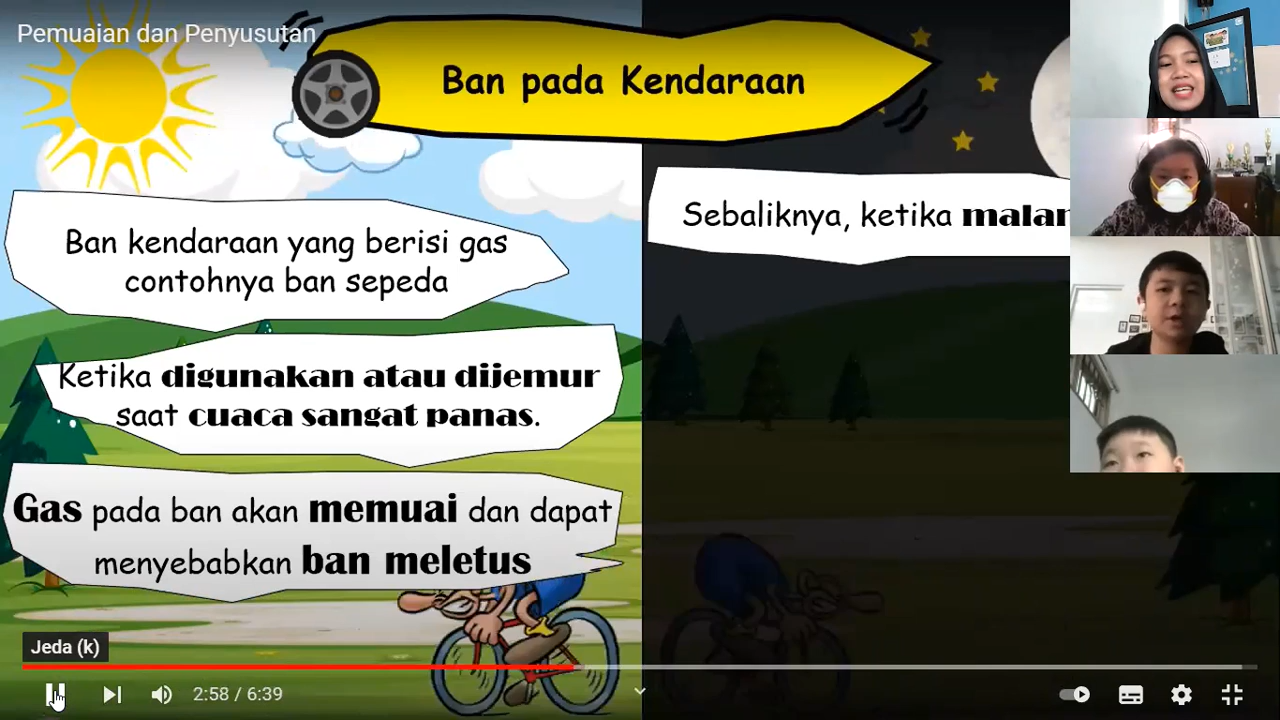 Pemuaian dan Penyusutan
Ban pada Kendaraan
Ban kendaraan yang berisi gas
contohnya ban sepeda
Ketika digunakan atau dijemur
saat cuaca sangat panas.
Gas pada ban akan memuai dan dapat
menyebabkan ban meletus
Sebaliknya, ketika
Jeda (k)
2:58 / 6:39